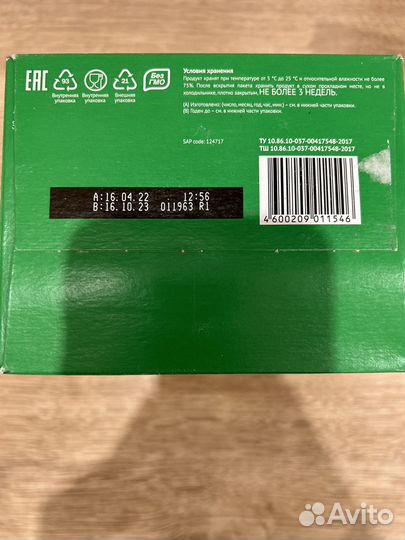 EAC
93
21
Без ГМО
Внутренняя упаковка
Внутренняя упаковка
Внешняя упаковка
Условия хранения
Продукт хранят при температуре от 3 °С до 25 °С и относительной влажности не более
75%. После вскрытия пакета хранить продукт в сухом прохладном месте, но не в
холодильнике, плотно закрытым, НЕ БОЛЕЕ 3 НЕДЕЛЬ.
(A) Изготовлено: (число, месяц, год, час, мин.) – см. в нижней части упаковки.
(B) Годен до – см. в нижней части упаковки.
SAP code: 124717
ТУ 10.86.10-037-00417548-2017
ТШ 10.86.10-037-00417548-2017
A:16.04.22 12:56
B:16.10.23 011963 R1
4600209 011546
Avito